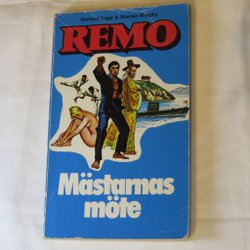 Richard Sapir & Warren Murphy
REMO
Mästarnas
möte